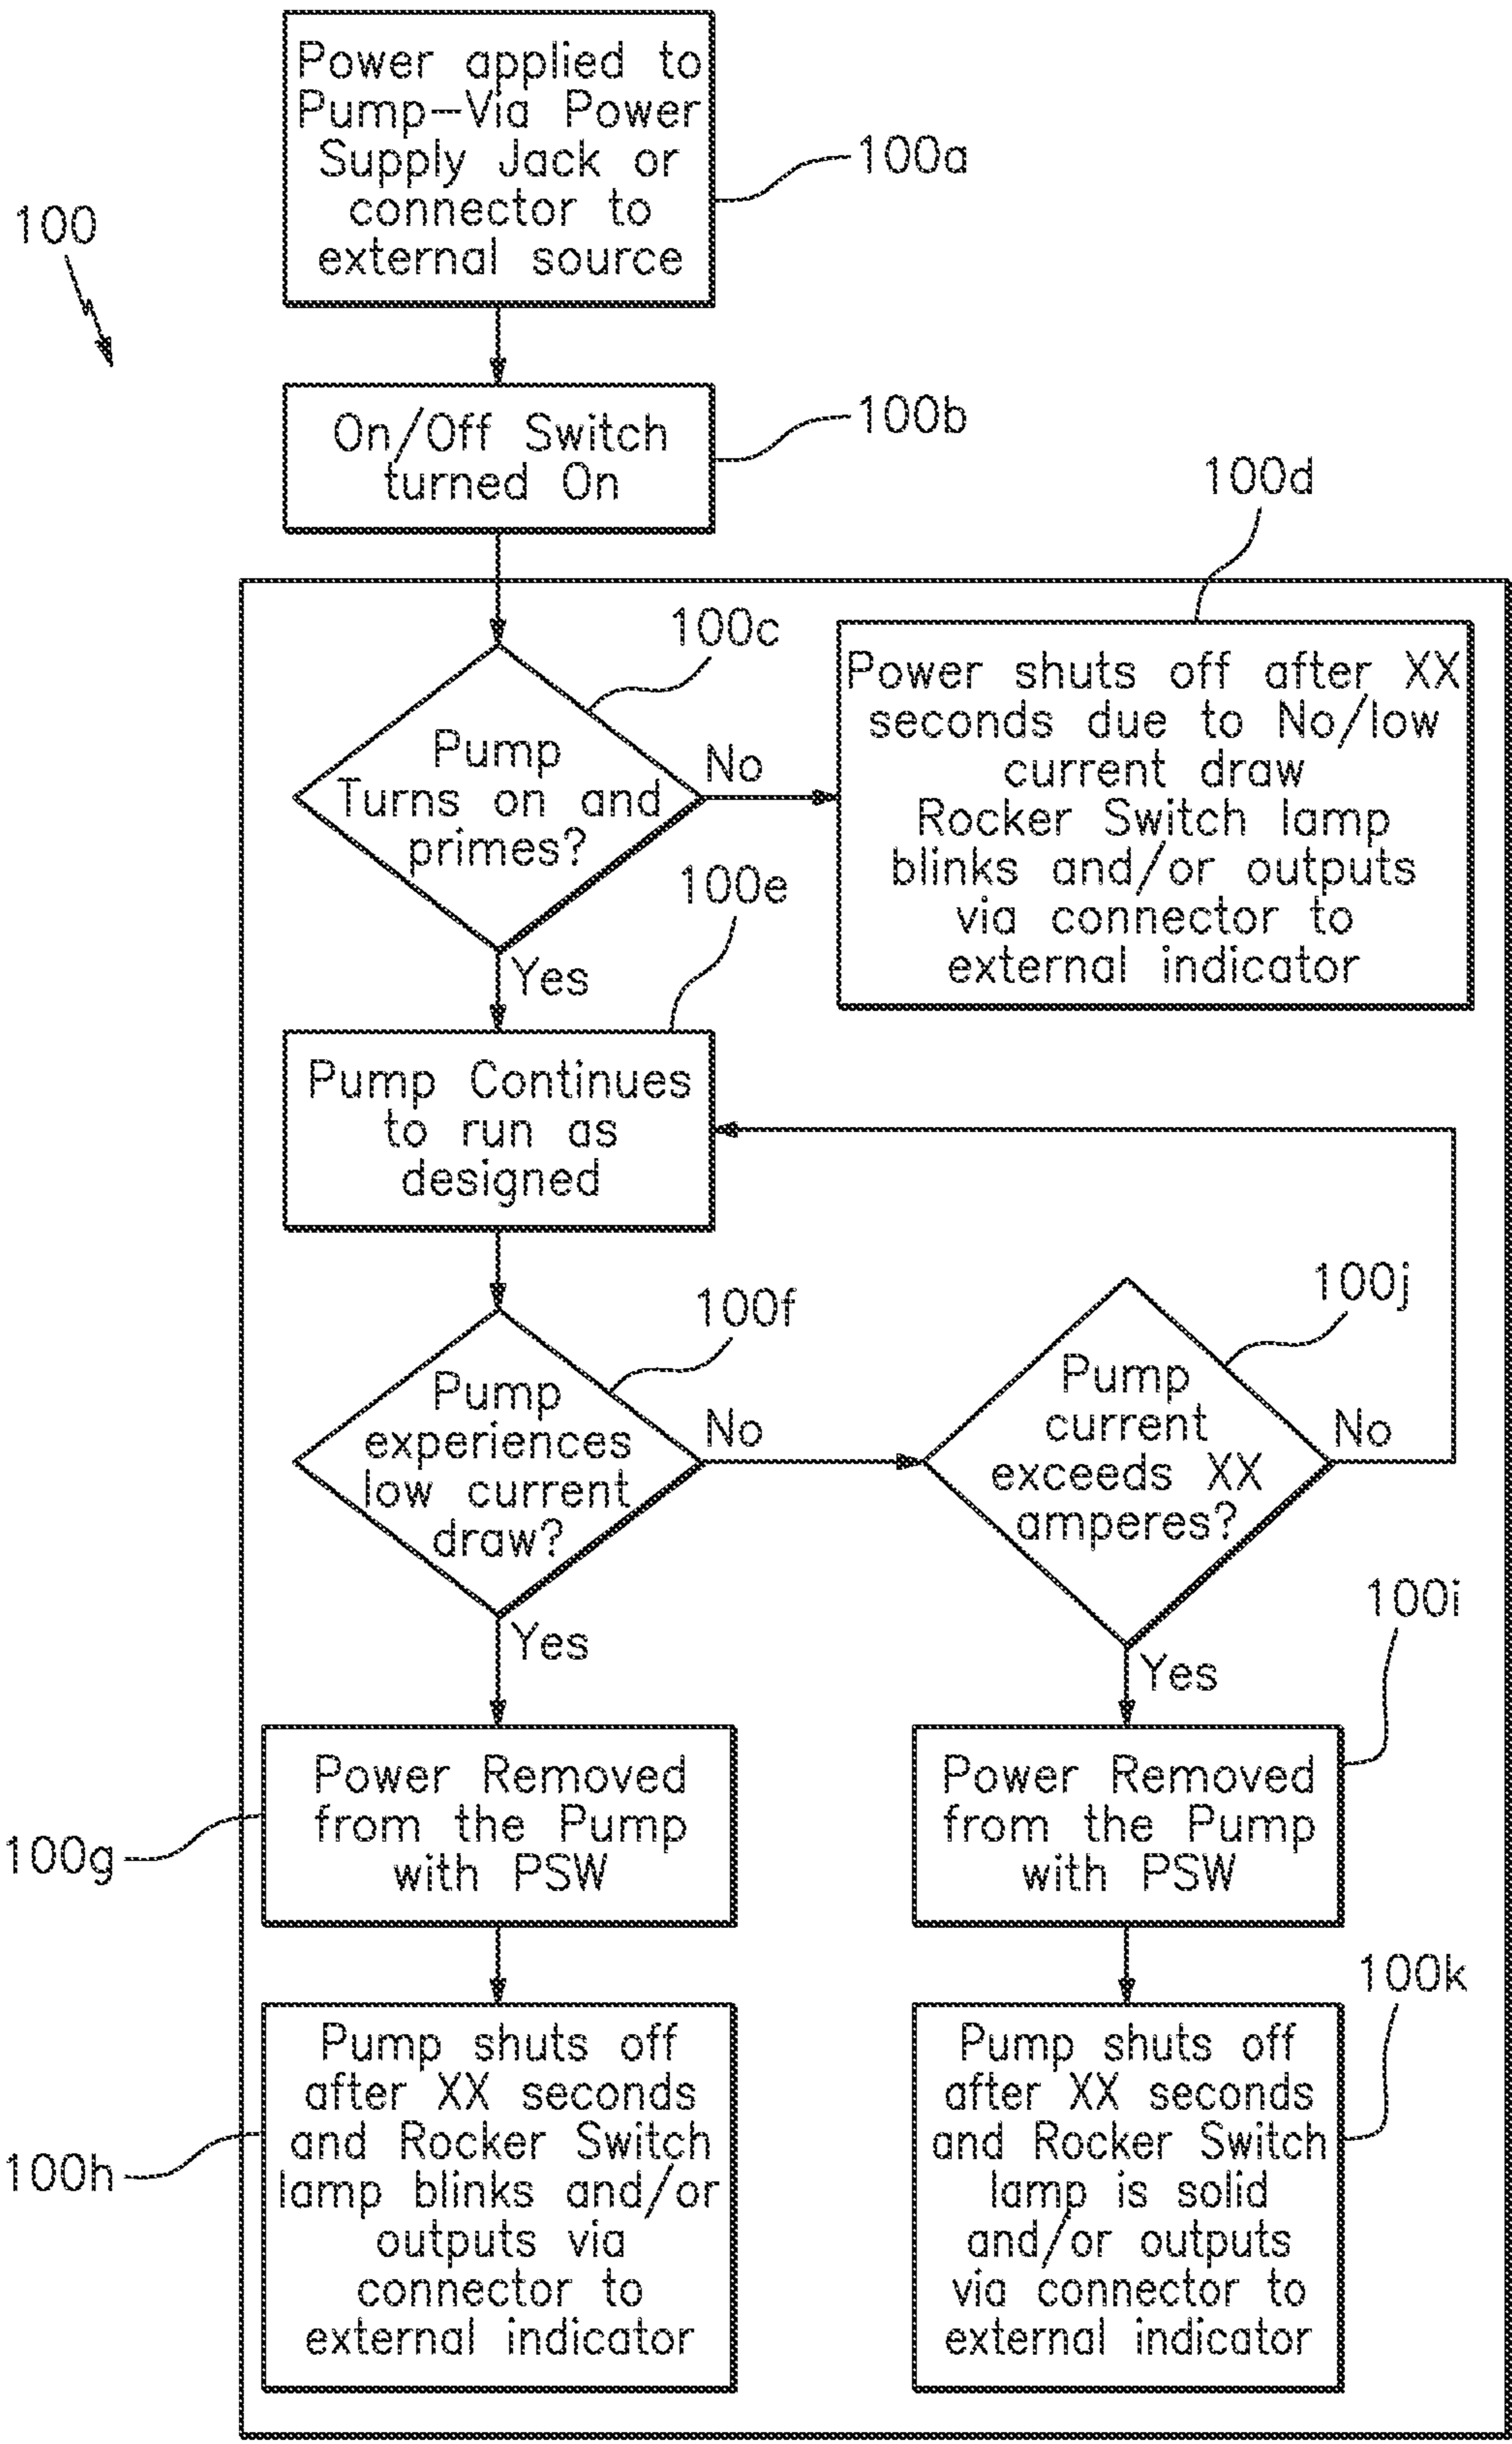 Power applied to
Pump-Via Power
Supply Jack or
connector to
external source
100a
100
On/Off Switch
turned On
100b
100c
Pump
Turns on and
primes?
No
100d
Power shuts off after XX
seconds due to No/low
current draw
Rocker Switch lamp
blinks and/or outputs
via connector to
external indicator
Yes
100e
Pump Continues
to run as
designed
100f
Pump
experiences
low current
draw?
No
100j
Pump
current
exceeds XX
amperes?
No
Yes
Yes
100g
Power Removed
from the Pump
with PSW
100i
Power Removed
from the Pump
with PSW
100h
Pump shuts off
after XX seconds
and Rocker Switch
lamp blinks and/or
outputs via
connector to
external indicator
100k
Pump shuts off
after XX seconds
and Rocker Switch
lamp is solid
and/or outputs
via connector to
external indicator